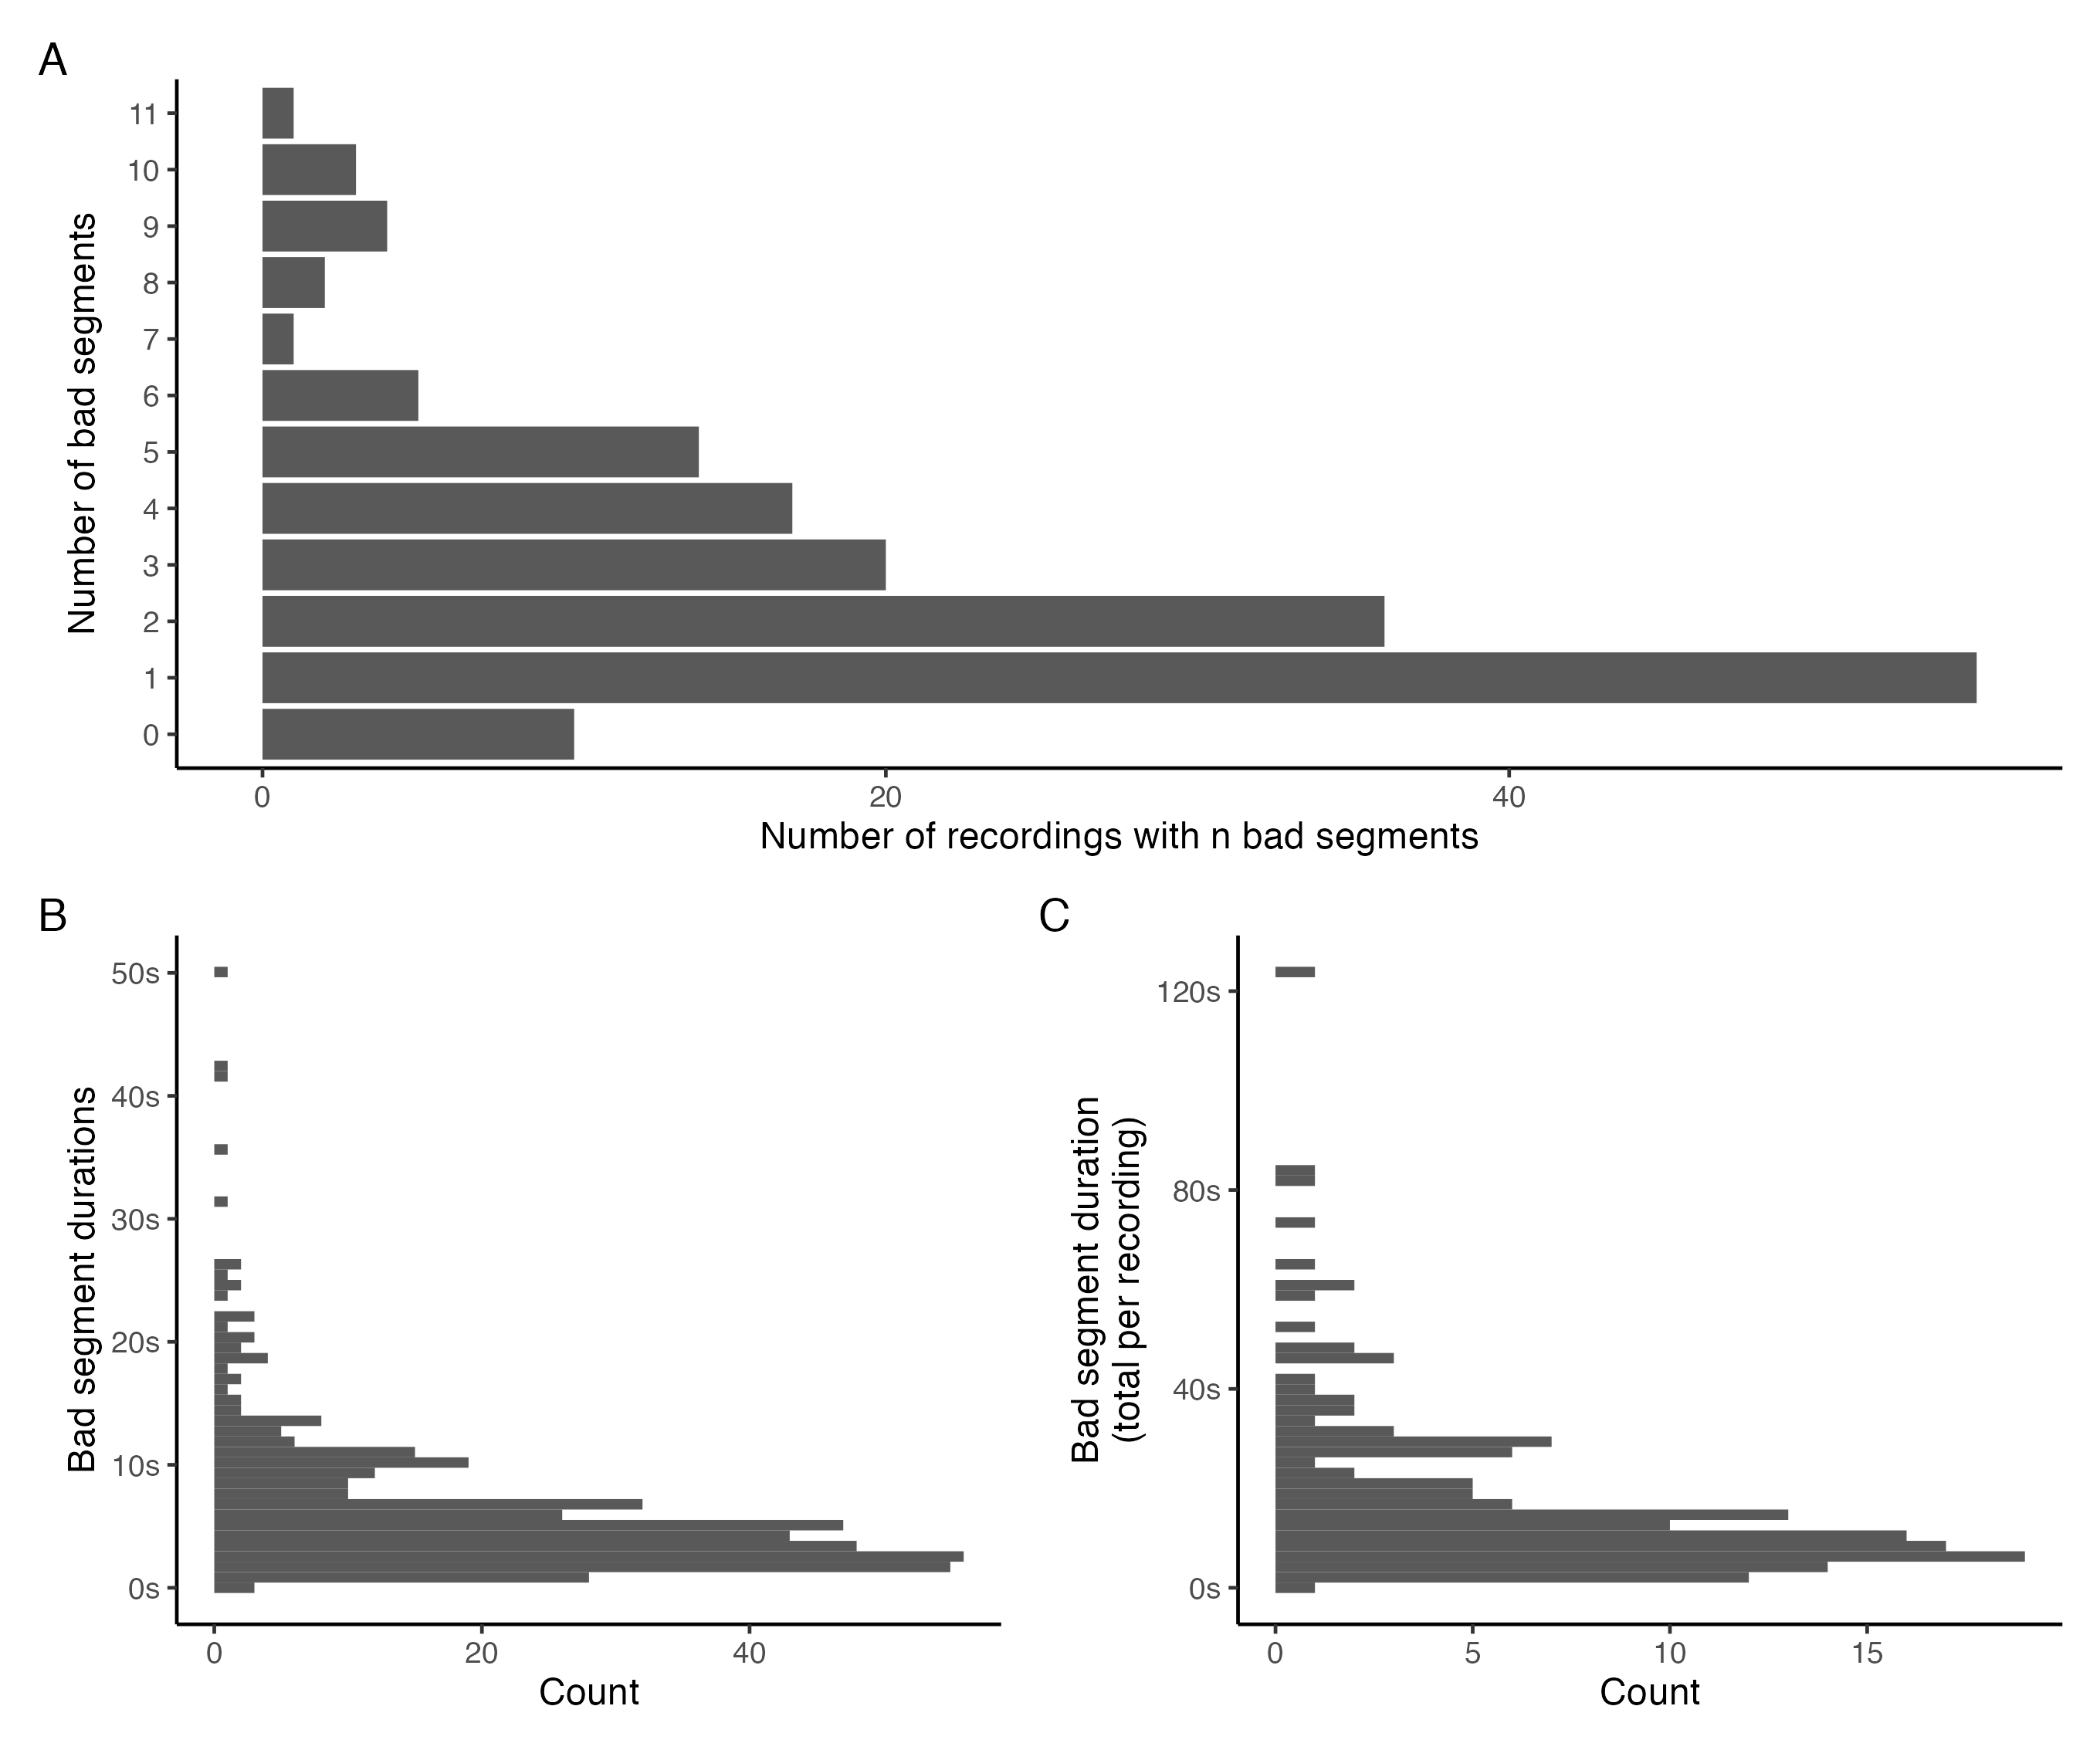 A
11
10
9
8
7
6
5
4
3
2
1
0
Number of bad segments
0 20 40
Number of recordings with n bad segments
B
50s
40s
30s
20s
10s
0s
Bad segment durations
0 20 40
Count
C
120s
80s
40s
0s
Bad segment duration
(total per recording)
0 5 10 15
Count